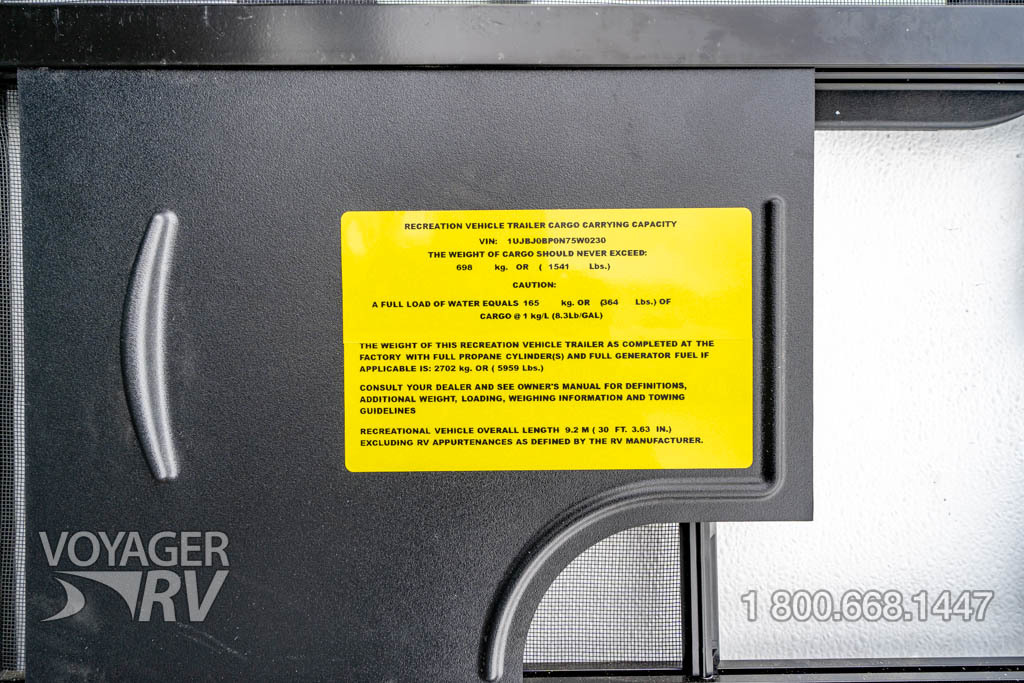 RECREATION VEHICLE TRAILER CARGO CARRYING CAPACITY
VIN: 1UJBJ0BP0N75W0230
THE WEIGHT OF CARGO SHOULD NEVER EXCEED:
698 kg. OR ( 1541 Lbs.)
CAUTION:
A FULL LOAD OF WATER EQUALS 165 kg. OR (364 Lbs.) OF
CARGO @ 1 kg/L (8.3Lb/GAL)
THE WEIGHT OF THIS RECREATION VEHICLE TRAILER AS COMPLETED AT THE
FACTORY WITH FULL PROPANE CYLINDER(S) AND FULL GENERATOR FUEL IF
APPLICABLE IS: 2702 kg. OR ( 5959 Lbs.)
CONSULT YOUR DEALER AND SEE OWNER'S MANUAL FOR DEFINITIONS,
ADDITIONAL WEIGHT, LOADING, WEIGHING INFORMATION AND TOWING
GUIDELINES
RECREATIONAL VEHICLE OVERALL LENGTH 9.2 M ( 30 FT. 3.63 IN.)
EXCLUDING RV APPURTENANCES AS DEFINED BY THE RV MANUFACTURER.
VOYAGER
RV
1 800.668.1447